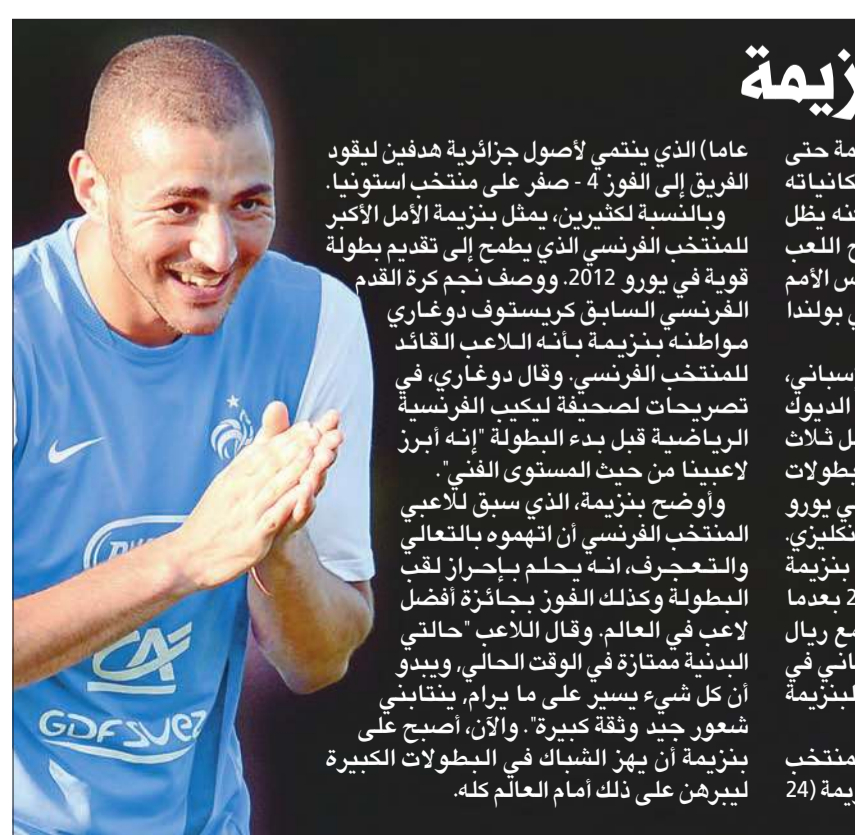 زيمة
مة حتى
كانياته
نه يظل
ح اللعب
س الأمم
ي بولندا
سباني،
الديوك
ل ثلاث
بطولات
ي يورو
نكليزي.
بنزيمة
2 بعدما
مع ريال
اني في
لبنزيمة
منتخب
يمة (24
عاما) الذي ينتمي لأصول جزائرية هدفين ليقود
الفريق إلى الفوز 4 - صفر على منتخب استونيا.
وبالنسبة لكثيرين، يمثل بنزيمة الأمل الأكبر
للمنتخب الفرنسي الذي يطمح إلى تقديم بطولة
قوية في يورو 2012. ووصف نجم كرة القدم
الفرنسي السابق كريستوف دوغاري
مواطنه بنزيمة بأنه اللاعب القائد
للمنتخب الفرنسي. وقال دوغاري، في
تصريحات لصحيفة ليكيب الفرنسية
الرياضية قبل بدء البطولة "إنه أبرز
لاعبينا من حيث المستوى الفني".
وأوضح بنزيمة، الذي سبق للاعبي
المنتخب الفرنسي أن اتهموه بالتعالي
والتعجرف، انه يحلم بإحراز لقب
البطولة وكذلك الفوز بجائزة أفضل
لاعب في العالم. وقال اللاعب "حالتي
البدنية ممتازة في الوقت الحالي، ويبدو
أن كل شيء يسير على ما يرام, ينتابني
شعور جيد وثقة كبيرة". والآن، أصبح على
بنزيمة أن يهز الشباك في البطولات الكبيرة
ليبرهن على ذلك أمام العالم كله.
CA
GDF SUEZ